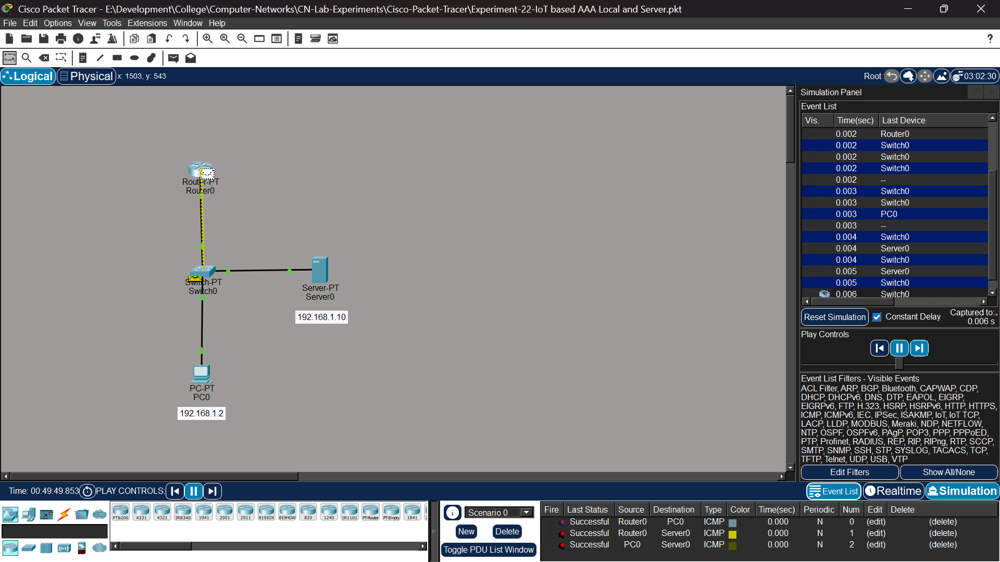 Cisco Packet Tracer - E:\Development\College\Computer-Networks\CN-Lab-Experiments\Cisco-Packet-Tracer\Experiment-22-IoT based AAA Local and Server.pkt
File Edit Options View Tools Extensions Window Help
?
Logical Physical x: 1503, y: 543 Root 03:02:30
Simulation Panel
Event List
Vis. Time(sec) Last Device
0.002 Router0
0.002 Switch0
0.002 Switch0
0.002 Switch0
0.002 --
0.003 Switch0
0.003 Switch0
0.003 PC0
0.003 --
0.004 Switch0
0.004 Server0
0.004 Switch0
0.005 Server0
0.005 Switch0
0.006 Switch0
Reset Simulation Constant Delay Captured to:*
0.006 s
Play Controls
Event List Filters - Visible Events
ACL Filter, ARP, BGP, Bluetooth, CAPWAP, CDP,
DHCP, DHCPv6, DNS, DTP, EAPOL, EIGRP,
EIGRPv6, FTP, H.323, HSRP, HSRPv6, HTTP, HTTPS,
ICMP, ICMPv6, IEC, IPSec, ISAKMP, IoT, IoT TCP,
LACP, LLDP, MODBUS, Meraki, NDP, NETFLOW,
NTP, OSPF, OSPFv6, PAgP, POP3, PPP, PPPoED,
PTP, Profinet, RADIUS, REP, RIP, RIPng, RTP, SCCP,
SMTP, SNMP, SSH, STP, SYSLOG, TACACS, TCP,
TFTP, Telnet, UDP, USB, VTP
Edit Filters Show All/None
Router-PT
Router0
Switch-PT
Switch0
Server-PT
Server0
192.168.1.10
PC-PT
PC0
192.168.1.2
Time: 00:49:49.853 PLAY CONTROLS: Event List Realtime Simulation
PT8200 4331 4321 IR8340 1941 2901 2911 819IOX 819HGW 829 1240 IR1101 PT-Router PT-Empty 1841
Scenario 0
New Delete
Toggle PDU List Window
Fire Last Status Source Destination Type Color Time(sec) Periodic Num Edit Delete
Successful Router0 PC0 ICMP 0.000 N 0 (edit) (delete)
Successful Router0 Server0 ICMP 0.000 N 1 (edit) (delete)
Successful PC0 Server0 ICMP 0.000 N 2 (edit) (delete)